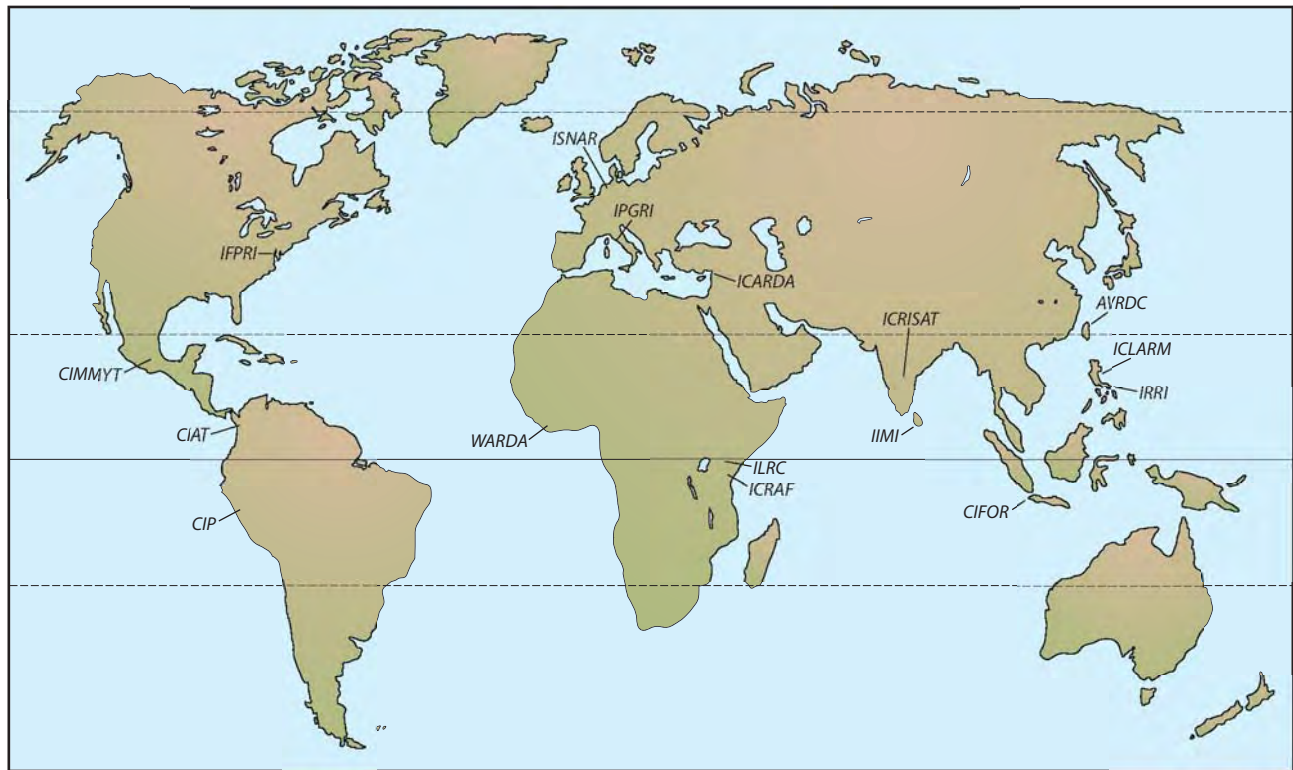 ISNAR
IPGRI
IFPRI
ICARDA
AVRDC
ICRISAT
ICLARM
CIMMYT
IRRI
CIAT
WARDA
IIMI
ILRC
ICRAF
CIP
CIFOR